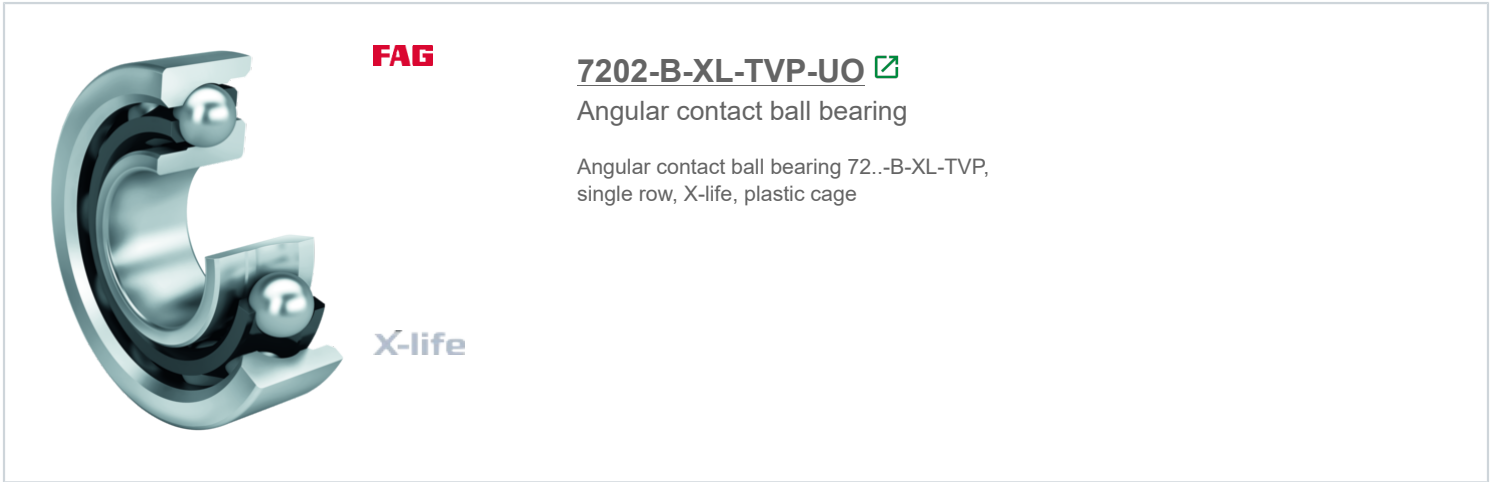 FAG
7202-B-XL-TVP-UO
Angular contact ball bearing
Angular contact ball bearing 72..-B-XL-TVP,
single row, X-life, plastic cage
X-life